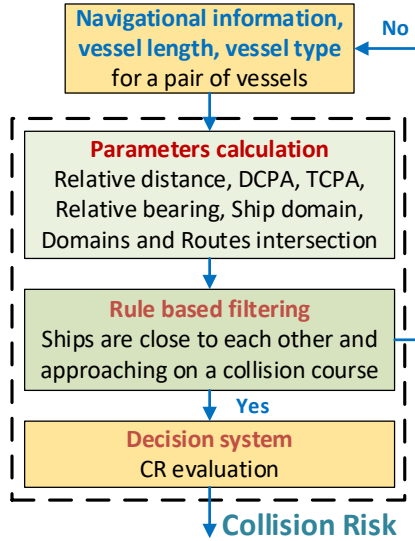 Navigational information,
vessel length, vessel type
for a pair of vessels
No
Parameters calculation
Relative distance, DCPA, TCPA,
Relative bearing, Ship domain,
Domains and Routes intersection
Rule based filtering
Ships are close to each other and
approaching on a collision course
Yes
Decision system
CR evaluation
Collision Risk